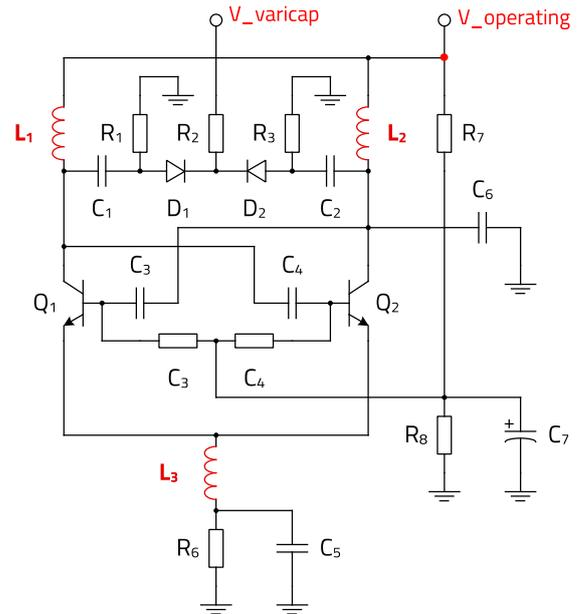 V_varicap
V_operating
L₁ R₁ R₂ R₃ L₂ R₇
C₁ D₁ D₂ C₂ C₆
C₃ C₄
Q₁ Q₂
C₃ C₄
R₈ + C₇
L₃
R₆ C₅